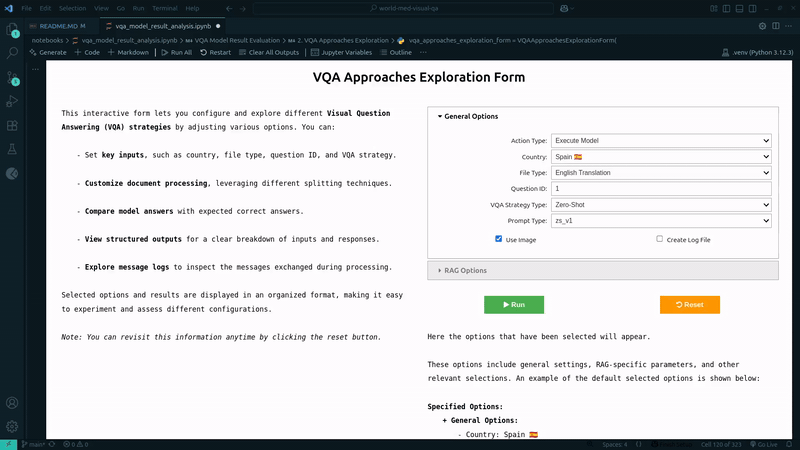 File Edit Selection View Go Run Terminal Help
world-med-visual-qa
README.MD M
vqa_model_result_analysis.ipynb
notebooks > vqa_model_result_analysis.ipynb > VQA Model Result Evaluation > 2. VQA Approaches Exploration > vqa_approaches_exploration_form = VQAApproachesExplorationForm(
Generate + Code + Markdown Run All Restart Clear All Outputs Jupyter Variables Outline ... .venv (Python 3.12.3)
VQA Approaches Exploration Form
This interactive form lets you configure and explore different Visual Question
Answering (VQA) strategies by adjusting various options. You can:
- Set key inputs, such as country, file type, question ID, and VQA strategy.
- Customize document processing, leveraging different splitting techniques.
- Compare model answers with expected correct answers.
- View structured outputs for a clear breakdown of inputs and responses.
- Explore message logs to inspect the messages exchanged during processing.
Selected options and results are displayed in an organized format, making it easy
to experiment and assess different configurations.
Note: You can revisit this information anytime by clicking the reset button.
General Options
Action Type: Execute Model
Country: Spain 🇪🇸
File Type: English Translation
Question ID: 1
VQA Strategy Type: Zero-Shot
Prompt Type: zs_v1
Use Image Create Log File
RAG Options
Run Reset
Here the options that have been selected will appear.
These options include general settings, RAG-specific parameters, and other
relevant selections. An example of the default selected options is shown below:
Specified Options:
+ General Options:
- Country: Spain 🇪🇸
main* 0 0 Spaces: 4 Cell 120 of 323 Go Live